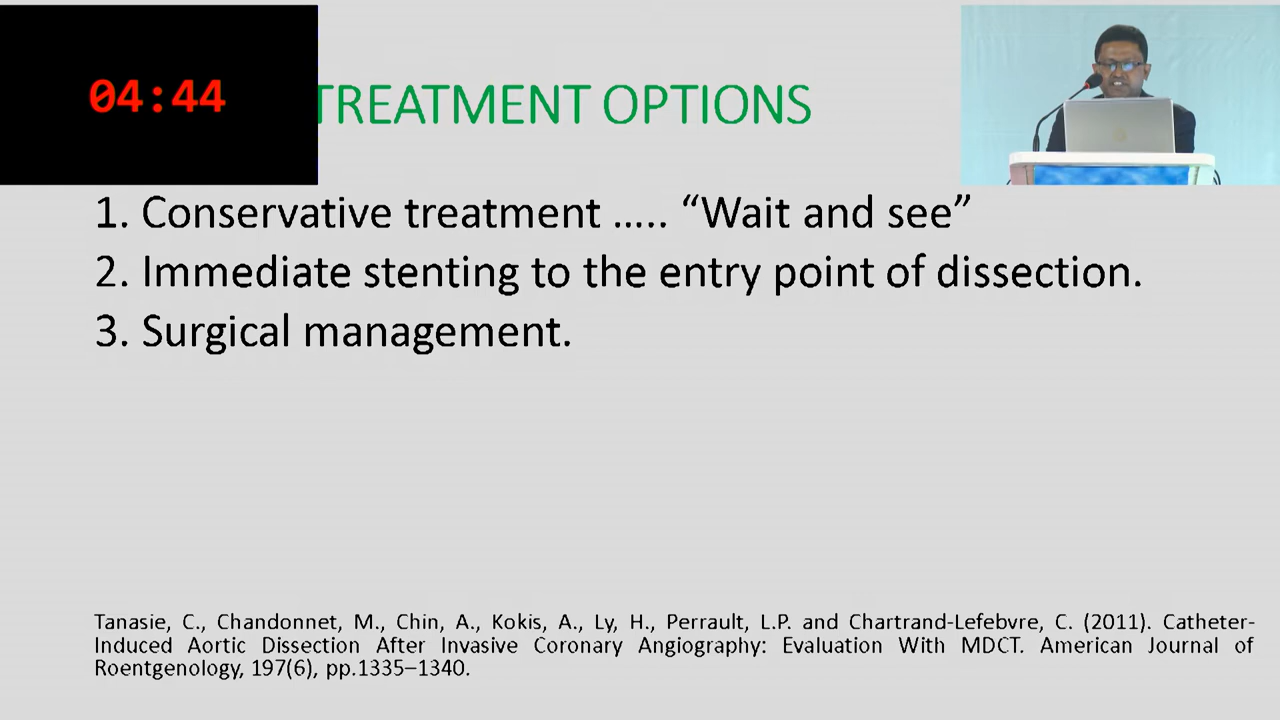 04:44
TREATMENT OPTIONS
1. Conservative treatment ….. “Wait and see”
2. Immediate stenting to the entry point of dissection.
3. Surgical management.
Tanasie, C., Chandonnet, M., Chin, A., Kokis, A., Ly, H., Perrault, L.P. and Chartrand-Lefebvre, C. (2011). Catheter-
Induced Aortic Dissection After Invasive Coronary Angiography: Evaluation With MDCT. American Journal of
Roentgenology, 197(6), pp.1335–1340.